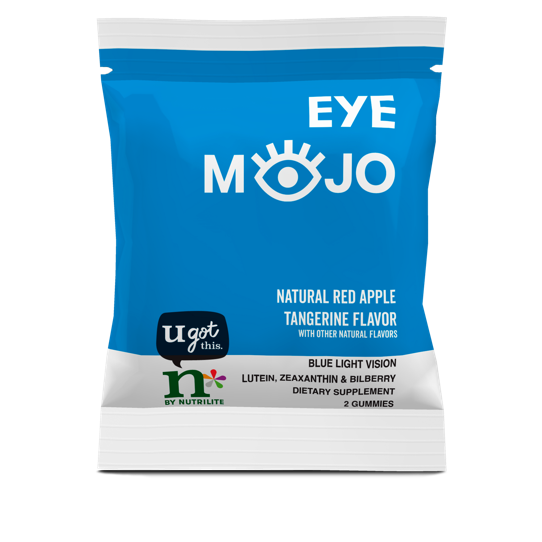 EYE
MOJO
NATURAL RED APPLE
TANGERINE FLAVOR
WITH OTHER NATURAL FLAVORS
u got
this.
n*
BY NUTRILITE
BLUE LIGHT VISION
LUTEIN, ZEAXANTHIN & BILBERRY
DIETARY SUPPLEMENT
2 GUMMIES